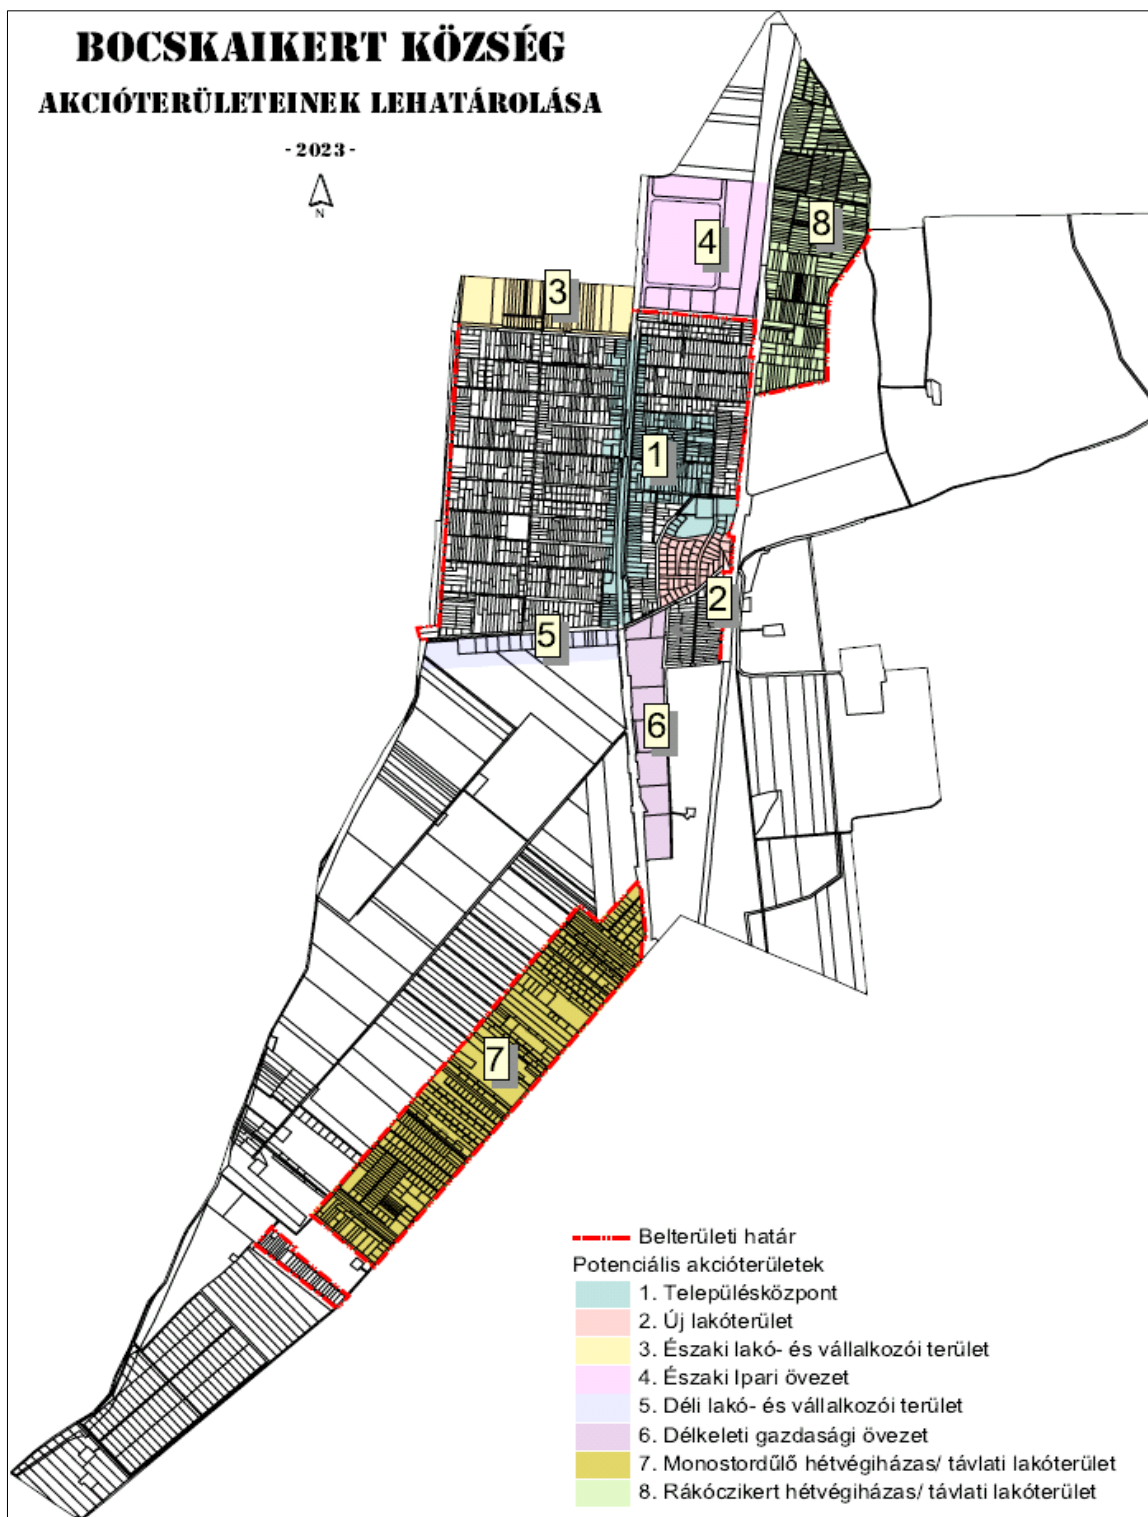 BOCSKAIKERT KÖZSÉG
AKCIÓTERÜLETEINEK LEHATÁROLÁSA
- 2023 -
N
8
4
3
1
2
5
6
7
Belterületi határ
Potenciális akcióterületek
1. Településközpont
2. Új lakóterület
3. Északi lakó- és vállalkozói terület
4. Északi Ipari övezet
5. Déli lakó- és vállalkozói terület
6. Délkeleti gazdasági övezet
7. Monostordűlő hétvégiházas/ távlati lakóterület
8. Rákóczikert hétvégiházas/ távlati lakóterület